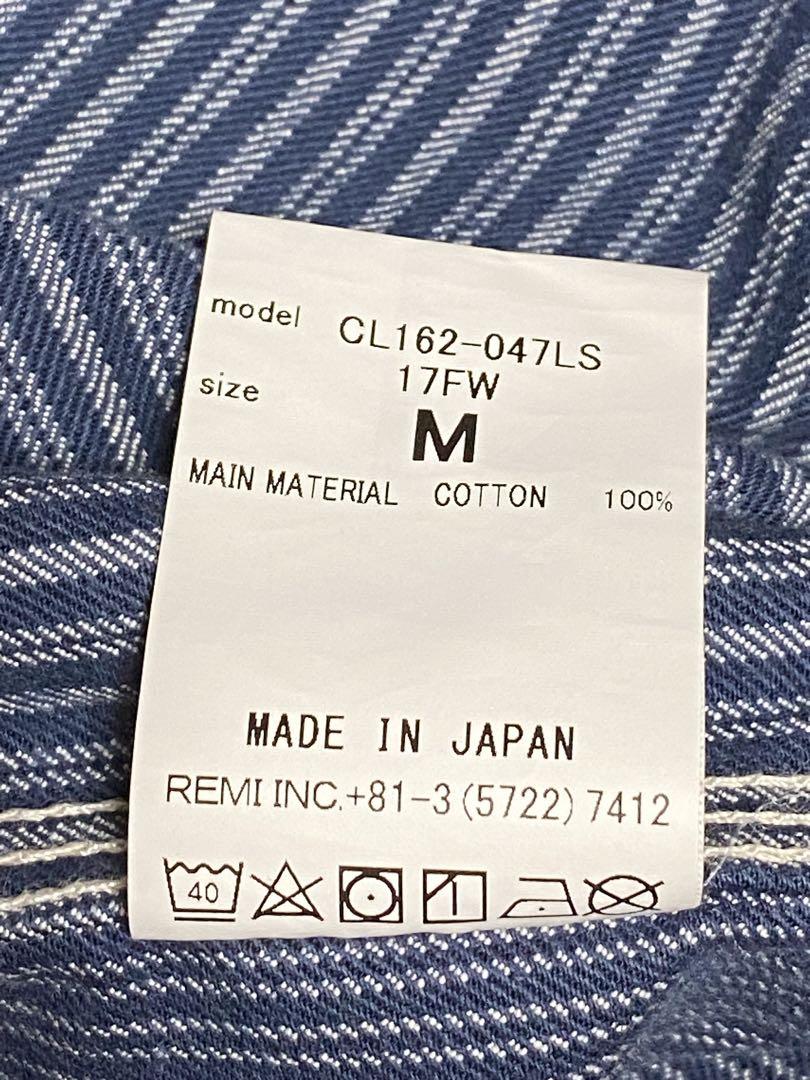 model CL162-047LS
17FW
size M
MAIN MATERIAL COTTON 100%
MADE IN JAPAN
REMI INC.+81-3(5722)7412
40